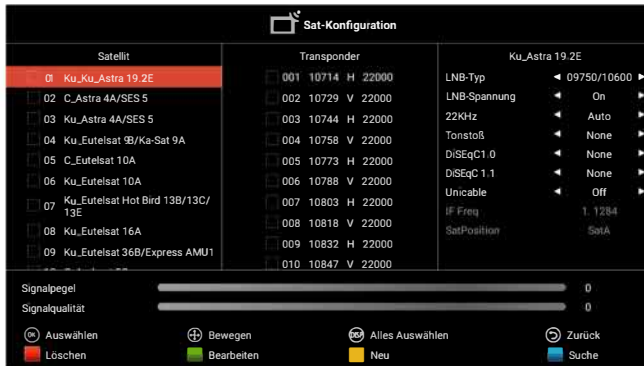 Sat-Konfiguration
Satellit
01 Ku_Ku_Astra 19.2E
02 C_Astra 4A/SES 5
03 Ku_Astra 4A/SES 5
04 Ku_Eutelsat 9B/Ka-Sat 9A
05 C_Eutelsat 10A
06 Ku_Eutelsat 10A
07 Ku_Eutelsat Hot Bird 13B/13C/
13E
08 Ku_Eutelsat 16A
09 Ku_Eutelsat 36B/Express AMU1
Transponder
001 10714 H 22000
002 10729 V 22000
003 10744 H 22000
004 10758 V 22000
005 10773 H 22000
006 10788 V 22000
007 10803 H 22000
008 10818 V 22000
009 10832 H 22000
010 10847 V 22000
Ku_Astra 19.2E
LNB-Typ 09750/10600
LNB-Spannung On
22KHz Auto
Tonstoß None
DiSEqC1.0 None
DiSEqC 1.1 None
Unicable Off
IF Freq 1. 1284
SatPosition SatA
Signalpegel 0
Signalqualität 0
OK Auswählen
Bewegen
DISP Alles Auswählen
Zurück
Löschen
Bearbeiten
Neu
Suche